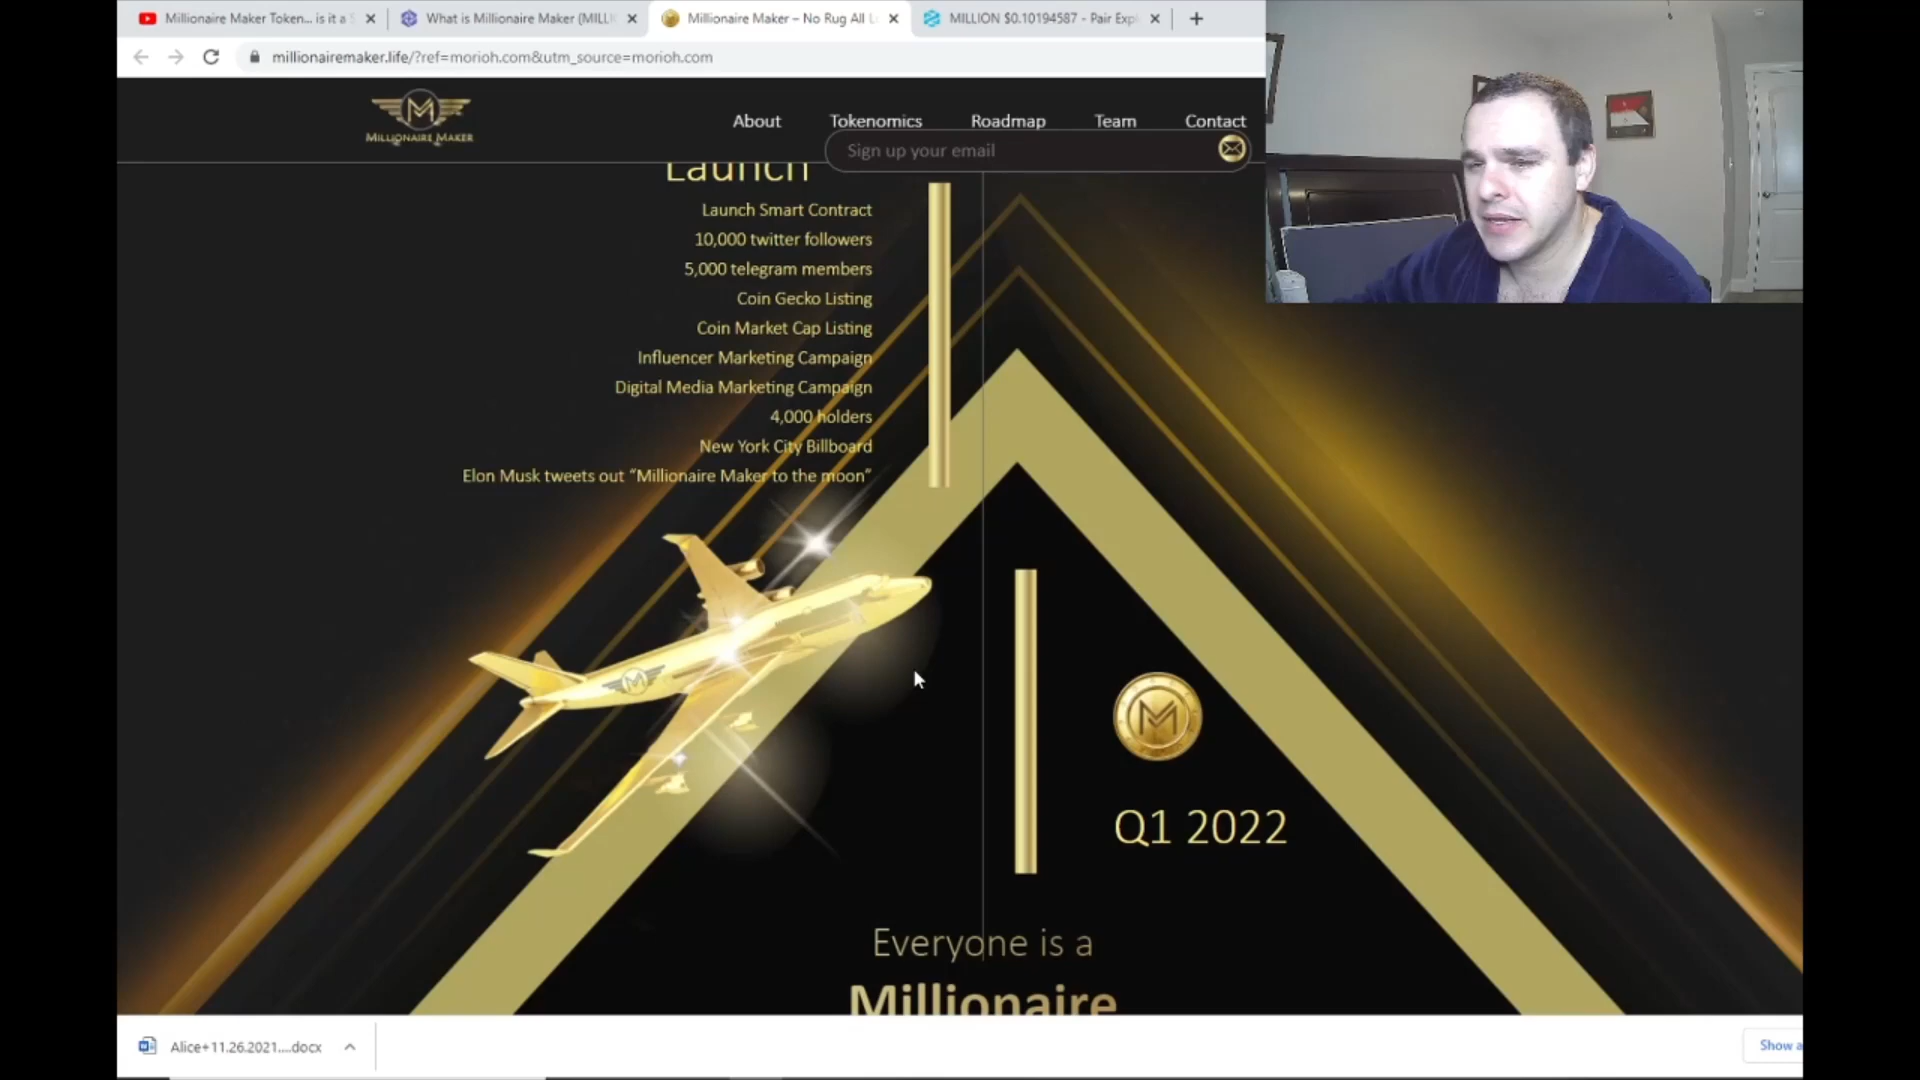 Millionaire Maker Token... is it a S
What is Millionaire Maker (MILLI
Millionaire Maker – No Rug All L
MILLION $0.10194587 - Pair Expl
millionairemaker.life/?ref=morioh.com&utm_source=morioh.com
M
MILLIONAIRE MAKER
About
Tokenomics
Roadmap
Team
Contact
Sign up your email
Launch
Launch Smart Contract
10,000 twitter followers
5,000 telegram members
Coin Gecko Listing
Coin Market Cap Listing
Influencer Marketing Campaign
Digital Media Marketing Campaign
4,000 holders
New York City Billboard
Elon Musk tweets out “Millionaire Maker to the moon”
M
M
Q1 2022
Everyone is a
Millionaire
Alice+11.26.2021....docx
Show a